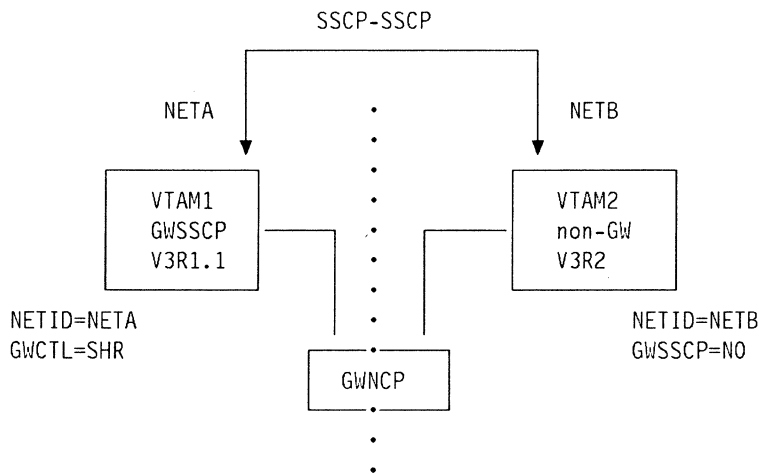 SSCP-SSCP
NETA
NETB
VTAM1
GWSSCP
V3R1.1
VTAM2
non-GW
V3R2
NETID=NETA
GWCTL=SHR
NETID=NETB
GWSSCP=NO
GWNCP